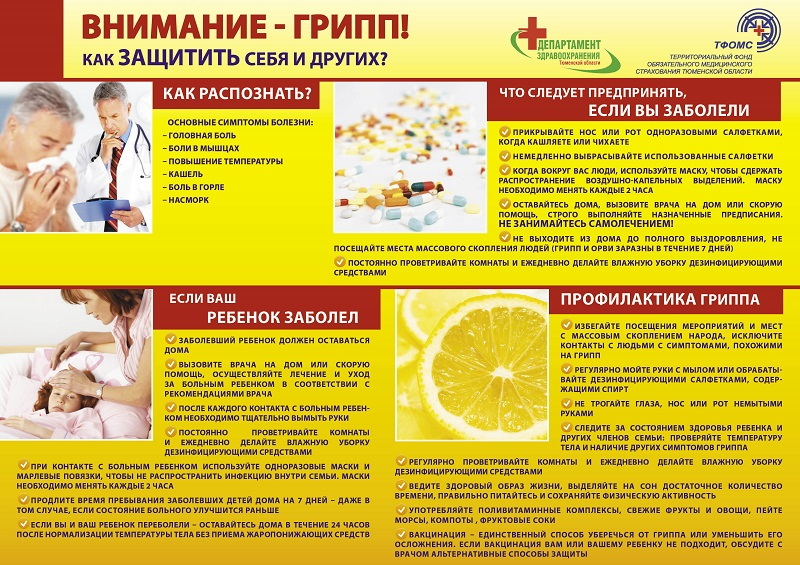 ВНИМАНИЕ - ГРИПП!
КАК ЗАЩИТИТЬ СЕБЯ И ДРУГИХ?
ДЕПАРТАМЕНТ
ЗДРАВООХРАНЕНИЯ
Тюменской области
ТФОМС
ТЕРРИТОРИАЛЬНЫЙ ФОНД
ОБЯЗАТЕЛЬНОГО МЕДИЦИНСКОГО
СТРАХОВАНИЯ ТЮМЕНСКОЙ ОБЛАСТИ
КАК РАСПОЗНАТЬ?
ОСНОВНЫЕ СИМПТОМЫ БОЛЕЗНИ:
– ГОЛОВНАЯ БОЛЬ
– БОЛИ В МЫШЦАХ
– ПОВЫШЕНИЕ ТЕМПЕРАТУРЫ
– КАШЕЛЬ
– БОЛЬ В ГОРЛЕ
– НАСМОРК
ЧТО СЛЕДУЕТ ПРЕДПРИНЯТЬ,
ЕСЛИ ВЫ ЗАБОЛЕЛИ
ПРИКРЫВАЙТЕ НОС ИЛИ РОТ ОДНОРАЗОВЫМИ САЛФЕТКАМИ,
КОГДА КАШЛЯЕТЕ ИЛИ ЧИХАЕТЕ
НЕМЕДЛЕННО ВЫБРАСЫВАЙТЕ ИСПОЛЬЗОВАННЫЕ САЛФЕТКИ
КОГДА ВОКРУГ ВАС ЛЮДИ, ИСПОЛЬЗУЙТЕ МАСКУ, ЧТОБЫ СДЕРЖАТЬ
РАСПРОСТРАНЕНИЕ ВОЗДУШНО-КАПЕЛЬНЫХ ВЫДЕЛЕНИЙ. МАСКУ
НЕОБХОДИМО МЕНЯТЬ КАЖДЫЕ 2 ЧАСА
ОСТАВАЙТЕСЬ ДОМА, ВЫЗОВИТЕ ВРАЧА НА ДОМ ИЛИ СКОРУЮ
ПОМОЩЬ, СТРОГО ВЫПОЛНЯЙТЕ НАЗНАЧЕННЫЕ ПРЕДПИСАНИЯ.
НЕ ЗАНИМАЙТЕСЬ САМОЛЕЧЕНИЕМ!
НЕ ВЫХОДИТЕ ИЗ ДОМА ДО ПОЛНОГО ВЫЗДОРОВЛЕНИЯ, НЕ
ПОСЕЩАЙТЕ МЕСТА МАССОВОГО СКОПЛЕНИЯ ЛЮДЕЙ (ГРИПП И ОРВИ ЗАРАЗНЫ В ТЕЧЕНИЕ 7 ДНЕЙ)
ПОСТОЯННО ПРОВЕТРИВАЙТЕ КОМНАТЫ И ЕЖЕДНЕВНО ДЕЛАЙТЕ ВЛАЖНУЮ УБОРКУ ДЕЗИНФИЦИРУЮЩИМИ
СРЕДСТВАМИ
ЕСЛИ ВАШ
РЕБЕНОК ЗАБОЛЕЛ
ЗАБОЛЕВШИЙ РЕБЕНОК ДОЛЖЕН ОСТАВАТЬСЯ
ДОМА
ВЫЗОВИТЕ ВРАЧА НА ДОМ ИЛИ СКОРУЮ
ПОМОЩЬ, ОСУЩЕСТВЛЯЙТЕ ЛЕЧЕНИЕ И УХОД
ЗА БОЛЬНЫМ РЕБЕНКОМ В СООТВЕТСТВИИ С
РЕКОМЕНДАЦИЯМИ ВРАЧА
ПОСЛЕ КАЖДОГО КОНТАКТА С БОЛЬНЫМ РЕБЕН-
КОМ НЕОБХОДИМО ТЩАТЕЛЬНО ВЫМЫТЬ РУКИ
ПОСТОЯННО ПРОВЕТРИВАЙТЕ КОМНАТЫ
И ЕЖЕДНЕВНО ДЕЛАЙТЕ ВЛАЖНУЮ УБОРКУ
ДЕЗИНФИЦИРУЮЩИМИ СРЕДСТВАМИ
ПРИ КОНТАКТЕ С БОЛЬНЫМ РЕБЕНКОМ ИСПОЛЬЗУЙТЕ ОДНОРАЗОВЫЕ МАСКИ И
МАРЛЕВЫЕ ПОВЯЗКИ, ЧТОБЫ НЕ РАСПРОСТРАНИТЬ ИНФЕКЦИЮ ВНУТРИ СЕМЬИ. МАСКИ
НЕОБХОДИМО МЕНЯТЬ КАЖДЫЕ 2 ЧАСА
ПРОДЛИТЕ ВРЕМЯ ПРЕБЫВАНИЯ ЗАБОЛЕВШИХ ДЕТЕЙ ДОМА НА 7 ДНЕЙ – ДАЖЕ В
ТОМ СЛУЧАЕ, ЕСЛИ СОСТОЯНИЕ БОЛЬНОГО УЛУЧШИТСЯ РАНЬШЕ
ЕСЛИ ВЫ И ВАШ РЕБЕНОК ПЕРЕБОЛЕЛИ – ОСТАВАЙТЕСЬ ДОМА В ТЕЧЕНИЕ 24 ЧАСОВ
ПОСЛЕ НОРМАЛИЗАЦИИ ТЕМПЕРАТУРЫ ТЕЛА БЕЗ ПРИЕМА ЖАРОПОНИЖАЮЩИХ СРЕДСТВ
ПРОФИЛАКТИКА ГРИППА
ИЗБЕГАЙТЕ ПОСЕЩЕНИЯ МЕРОПРИЯТИЙ И МЕСТ
С МАССОВЫМ СКОПЛЕНИЕМ НАРОДА, ИСКЛЮЧИТЕ
КОНТАКТЫ С ЛЮДЬМИ С СИМПТОМАМИ, ПОХОЖИМИ
НА ГРИПП
РЕГУЛЯРНО МОЙТЕ РУКИ С МЫЛОМ ИЛИ ОБРАБАТЫ-
ВАЙТЕ ДЕЗИНФИЦИРУЮЩИМИ САЛФЕТКАМИ, СОДЕР-
ЖАЩИМИ СПИРТ
НЕ ТРОГАЙТЕ ГЛАЗА, НОС ИЛИ РОТ НЕМЫТЫМИ
РУКАМИ
СЛЕДИТЕ ЗА СОСТОЯНИЕМ ЗДОРОВЬЯ РЕБЕНКА И
ДРУГИХ ЧЛЕНОВ СЕМЬИ: ПРОВЕРЯЙТЕ ТЕМПЕРАТУРУ
ТЕЛА И НАЛИЧИЕ ДРУГИХ СИМПТОМОВ ГРИППА
РЕГУЛЯРНО ПРОВЕТРИВАЙТЕ КОМНАТЫ И ЕЖЕДНЕВНО ДЕЛАЙТЕ ВЛАЖНУЮ УБОРКУ
ДЕЗИНФИЦИРУЮЩИМИ СРЕДСТВАМИ
ВЕДИТЕ ЗДОРОВЫЙ ОБРАЗ ЖИЗНИ, ВЫДЕЛЯЙТЕ НА СОН ДОСТАТОЧНОЕ КОЛИЧЕСТВО
ВРЕМЕНИ, ПРАВИЛЬНО ПИТАЙТЕСЬ И СОХРАНЯЙТЕ ФИЗИЧЕСКУЮ АКТИВНОСТЬ
УПОТРЕБЛЯЙТЕ ПОЛИВИТАМИННЫЕ КОМПЛЕКСЫ, СВЕЖИЕ ФРУКТЫ И ОВОЩИ, ПЕЙТЕ
МОРСЫ, КОМПОТЫ , ФРУКТОВЫЕ СОКИ
ВАКЦИНАЦИЯ – ЕДИНСТВЕННЫЙ СПОСОБ УБЕРЕЧЬСЯ ОТ ГРИППА ИЛИ УМЕНЬШИТЬ ЕГО
ОСЛОЖНЕНИЯ. ЕСЛИ ВАКЦИНАЦИЯ ВАМ ИЛИ ВАШЕМУ РЕБЕНКУ НЕ ПОДХОДИТ, ОБСУДИТЕ С
ВРАЧОМ АЛЬТЕРНАТИВНЫЕ СПОСОБЫ ЗАЩИТЫ